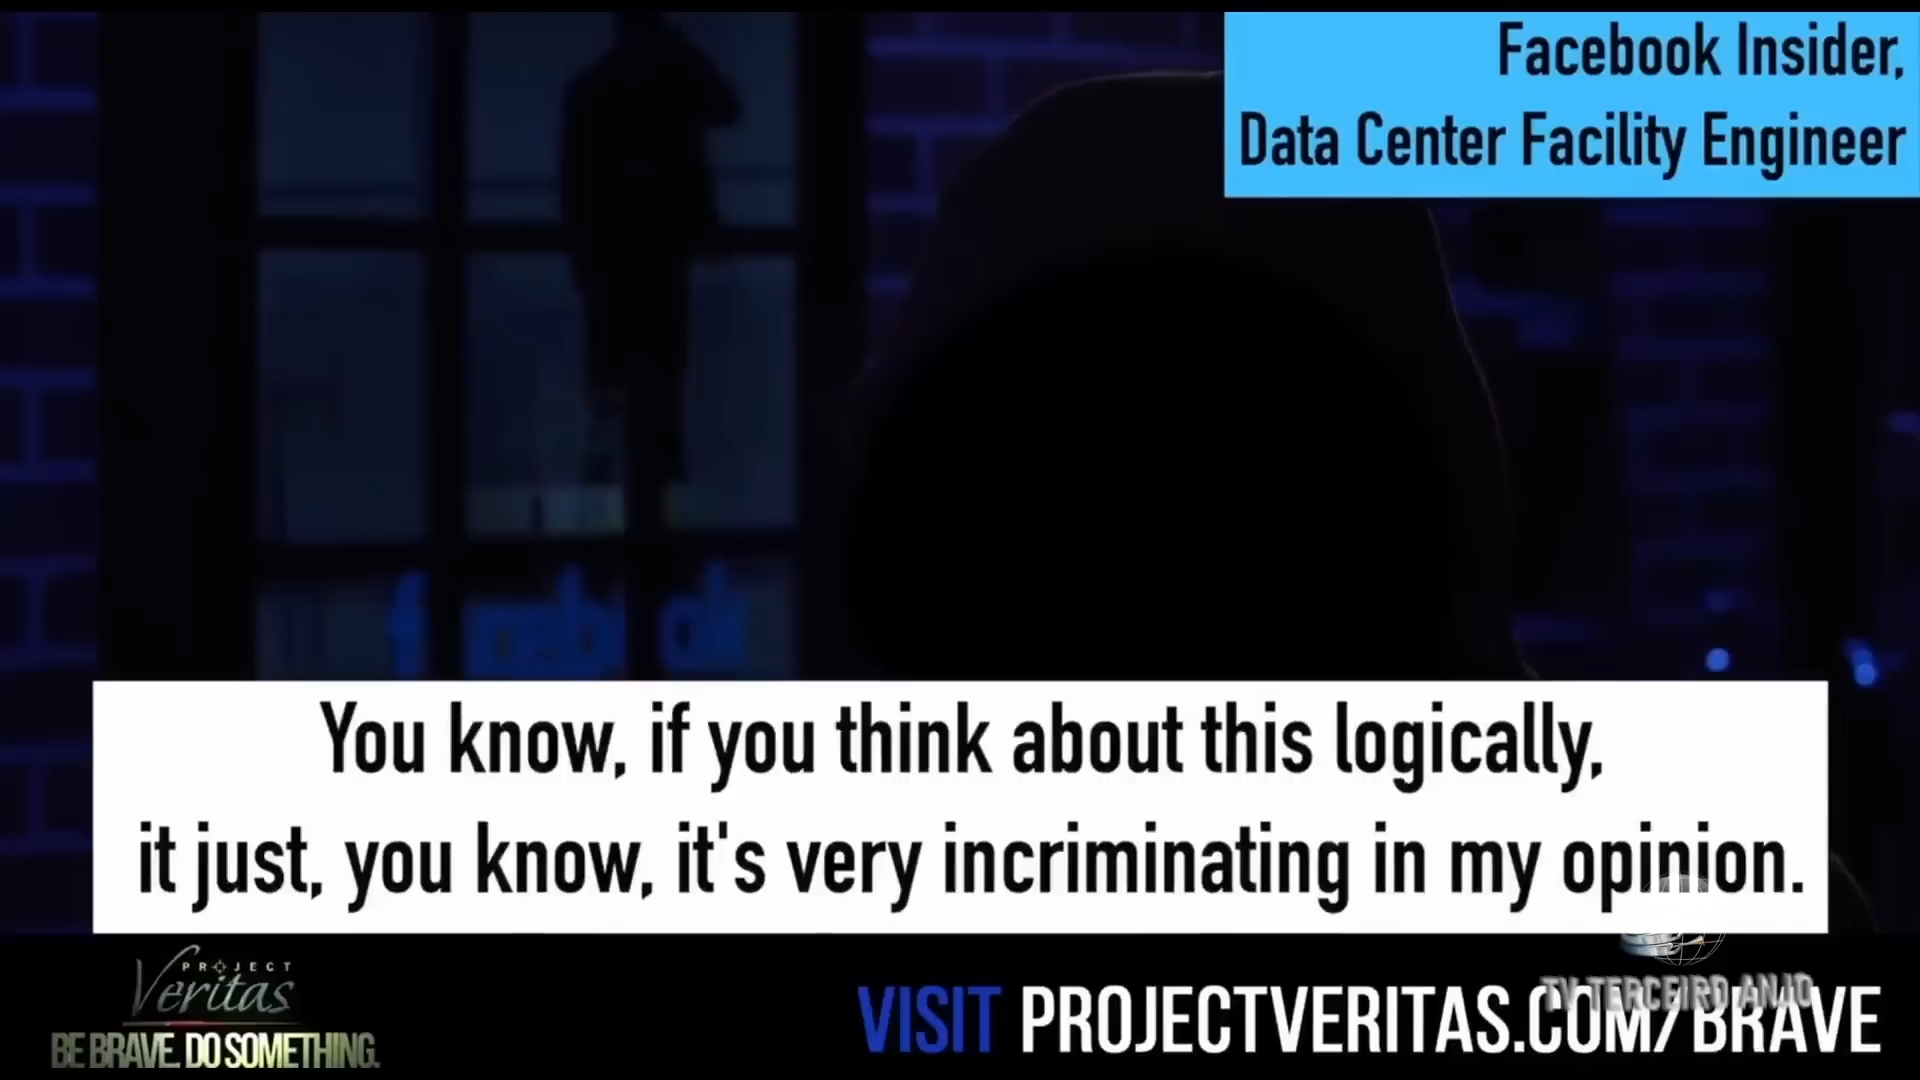 Facebook Insider,
Data Center Facility Engineer
You know, if you think about this logically,
it just, you know, it's very incriminating in my opinion.
PROJECT
Veritas
BE BRAVE. DO SOMETHING.
TV TERCEIRO ANJO
VISIT PROJECTVERITAS.COM/BRAVE